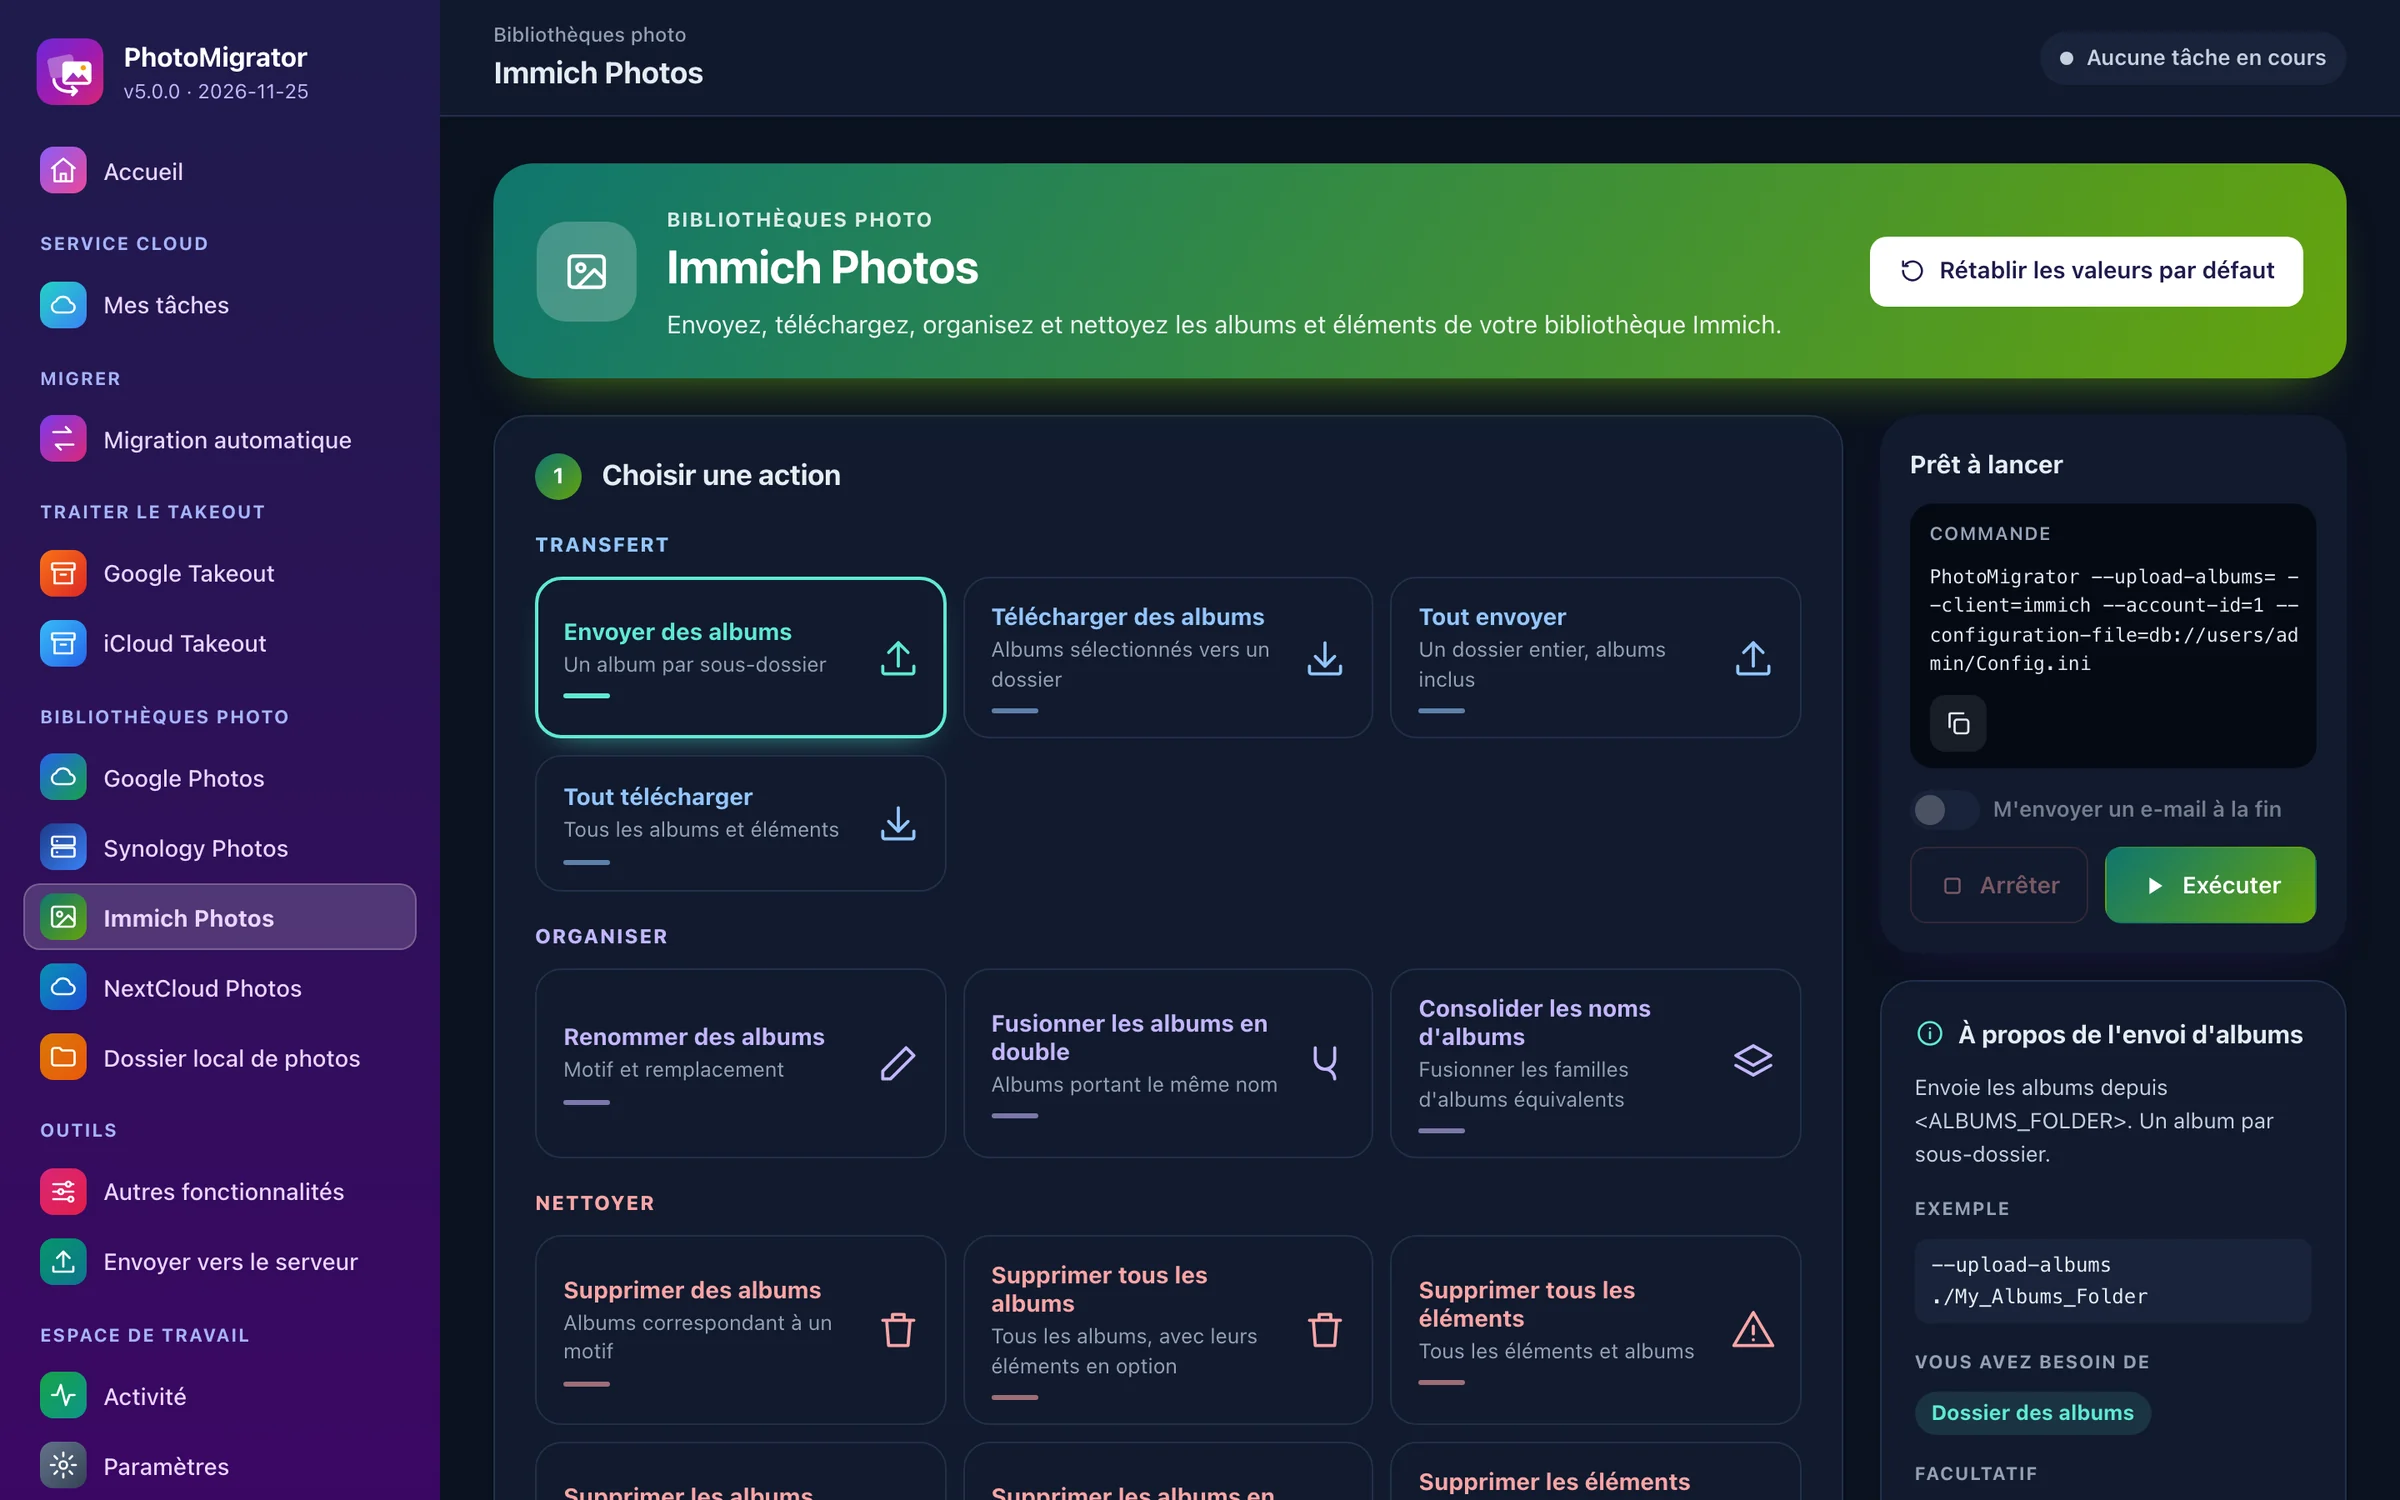 PhotoMigrator
v5.0.0 · 2026-11-25
Accueil
SERVICE CLOUD
Mes tâches
MIGRER
Migration automatique
TRAITER LE TAKEOUT
Google Takeout
iCloud Takeout
BIBLIOTHÈQUES PHOTO
Google Photos
Synology Photos
Immich Photos
NextCloud Photos
Dossier local de photos
OUTILS
Autres fonctionnalités
Envoyer vers le serveur
ESPACE DE TRAVAIL
Activité
Paramètres
Bibliothèques photo
Immich Photos
Aucune tâche en cours
BIBLIOTHÈQUES PHOTO
Immich Photos
Envoyez, téléchargez, organisez et nettoyez les albums et éléments de votre bibliothèque Immich.
Rétablir les valeurs par défaut
1 Choisir une action
TRANSFERT
Envoyer des albums
Un album par sous-dossier
Télécharger des albums
Albums sélectionnés vers un
dossier
Tout envoyer
Un dossier entier, albums
inclus
Tout télécharger
Tous les albums et éléments
ORGANISER
Renommer des albums
Motif et remplacement
Fusionner les albums en
double
Albums portant le même nom
Consolider les noms
d'albums
Fusionner les familles
d'albums équivalents
NETTOYER
Supprimer des albums
Albums correspondant à un
motif
Supprimer tous les
albums
Tous les albums, avec leurs
éléments en option
Supprimer tous les
éléments
Tous les éléments et albums
Supprimer les albums
Supprimer les albums en
Supprimer les éléments
Prêt à lancer
COMMANDE
PhotoMigrator --upload-albums= -
-client=immich --account-id=1 --
configuration-file=db://users/ad
min/Config.ini
M'envoyer un e-mail à la fin
Arrêter
Exécuter
À propos de l'envoi d'albums
Envoie les albums depuis
<ALBUMS_FOLDER>. Un album par
sous-dossier.
EXEMPLE
--upload-albums
./My_Albums_Folder
VOUS AVEZ BESOIN DE
Dossier des albums
FACULTATIF